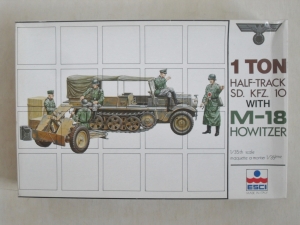 1 TON
HALF-TRACK
SD. KFZ. 10
WITH
M-18
HOWITZER
ESCI